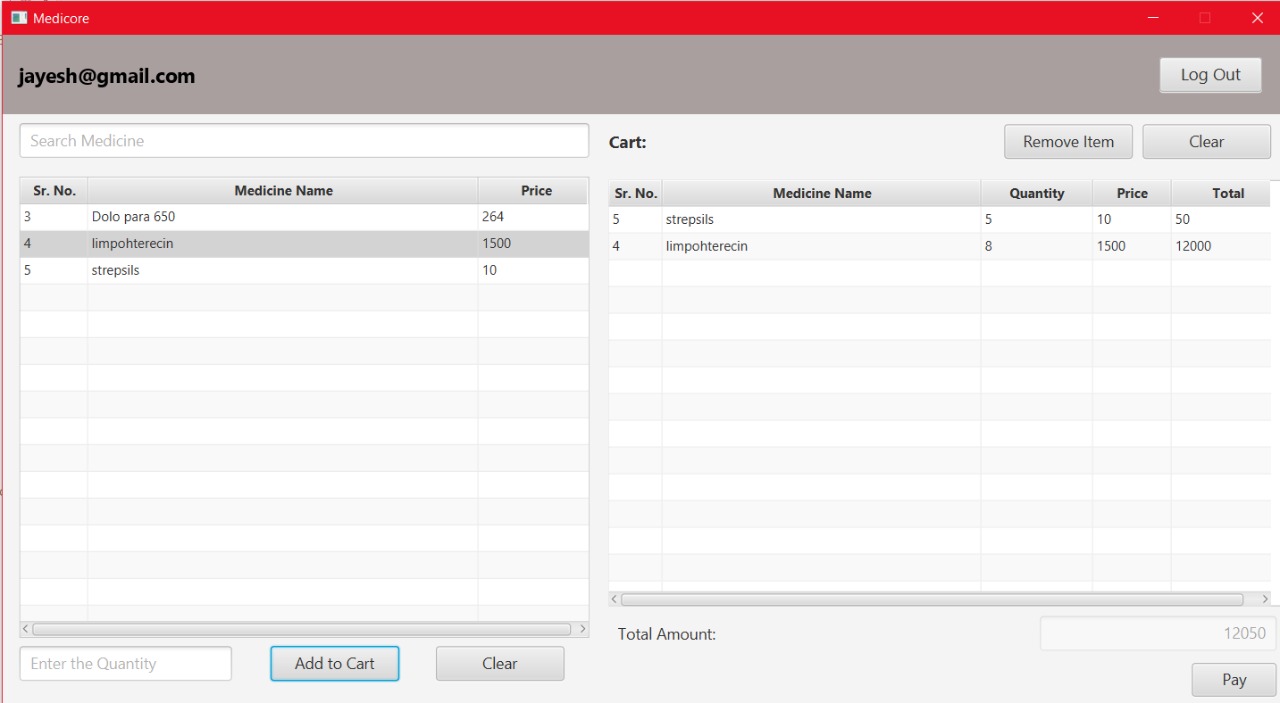 Medicore
jayesh@gmail.com
Log Out
Search Medicine
Sr. No. Medicine Name Price
3 Dolo para 650 264
4 limpohterecin 1500
5 strepsils 10
Enter the Quantity
Add to Cart
Clear
Cart:
Remove Item
Clear
Sr. No. Medicine Name Quantity Price Total
5 strepsils 5 10 50
4 limpohterecin 8 1500 12000
Total Amount: 12050
Pay